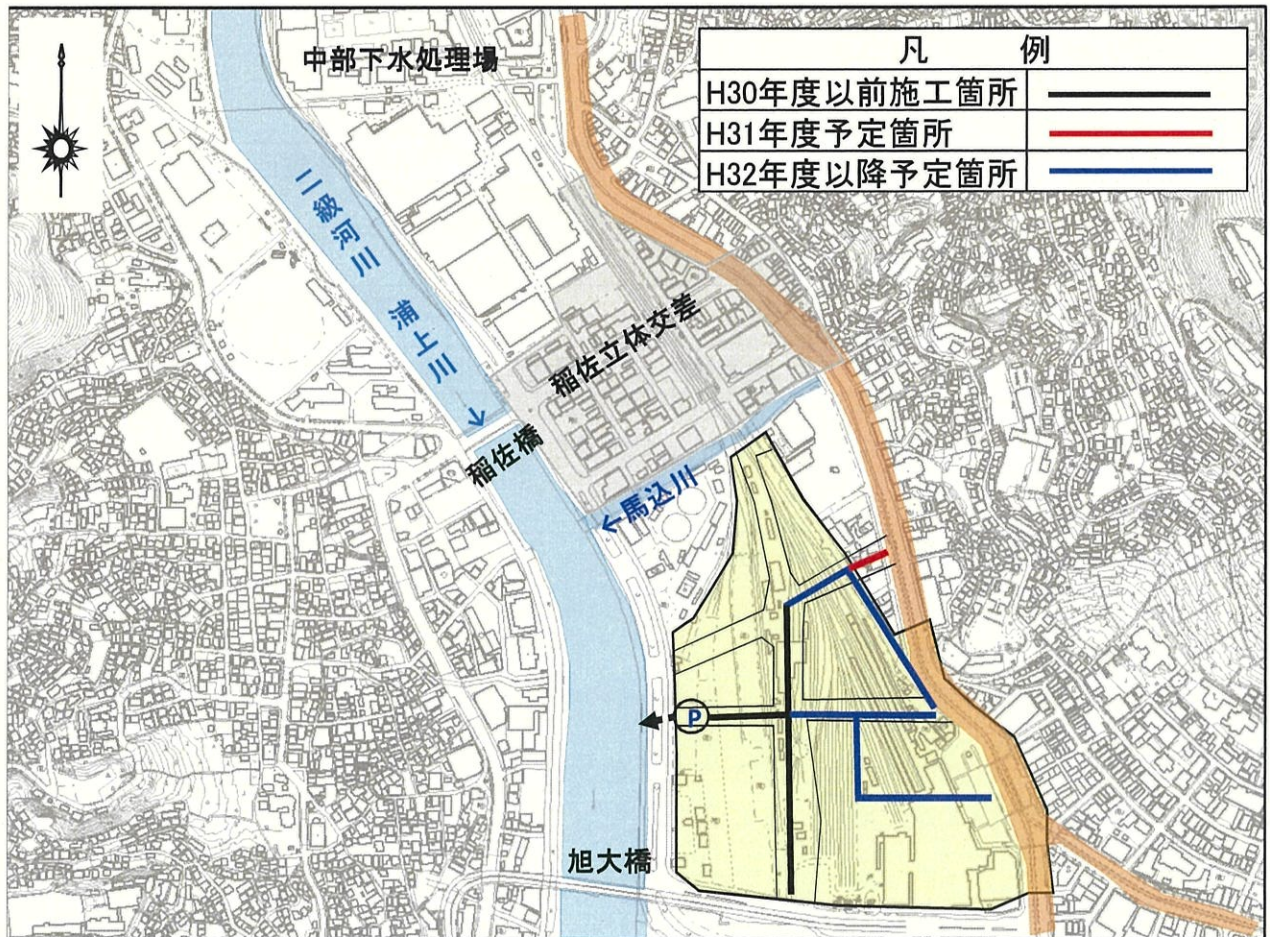 中部下水処理場
凡 例
H30年度以前施工箇所
H31年度予定箇所
H32年度以降予定箇所
二級河川 浦上川
稲佐立体交差
稲佐橋
←馬込川
P
旭大橋